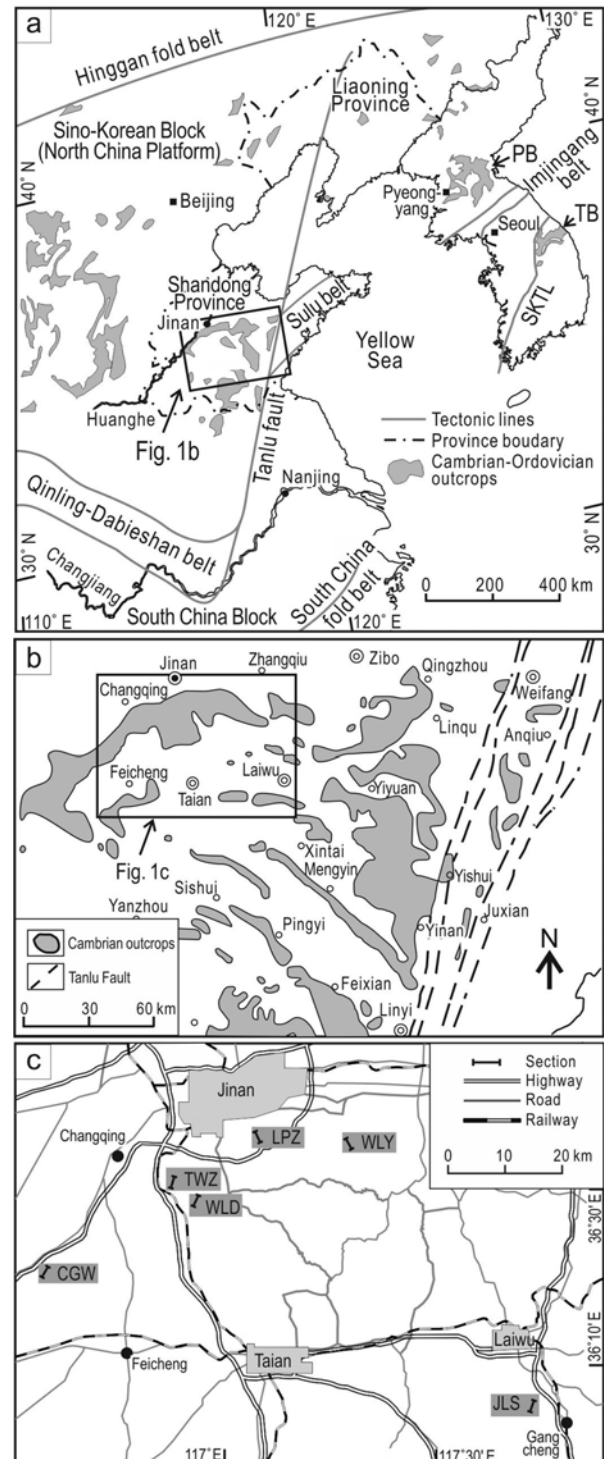 a
120° E
130° E
Hinggan fold belt
Liaoning
Province
40° N
Sino-Korean Block
(North China Platform)
PB
Imjingang
belt
Pyeong-
yang
40° N
Beijing
TB
Seoul
Shandong
Province
Jinan
Sulu belt
SKTL
Yellow
Sea
Huanghe
Fig. 1b
Tanlu fault
Tectonic lines
Province boudary
Cambrian-Ordovician
outcrops
Nanjing
Qinling-Dabieshan belt
30° N
30° N
Changjiang
South China Block
South China
fold belt
0 200 400 km
110° E
120° E
b
Jinan
Zhangqiu
Zibo
Qingzhou
Changqing
Weifang
Linqu
Anqiu
Feicheng
Laiwu
Taian
Yiyuan
Fig. 1c
Xintai
Mengyin
Sishui
Yishui
Yanzhou
Juxian
Pingyi
Yinan
N
Cambrian outcrops
Tanlu Fault
Feixian
Linyi
0 30 60 km
c
Section
Highway
Road
Railway
0 10 20 km
Jinan
Changqing
LPZ
WLY
TWZ
WLD
36°30' E
CGW
Laiwu
36°10' E
Feicheng
Taian
JLS
Gang
cheng
117°E
117°30' E